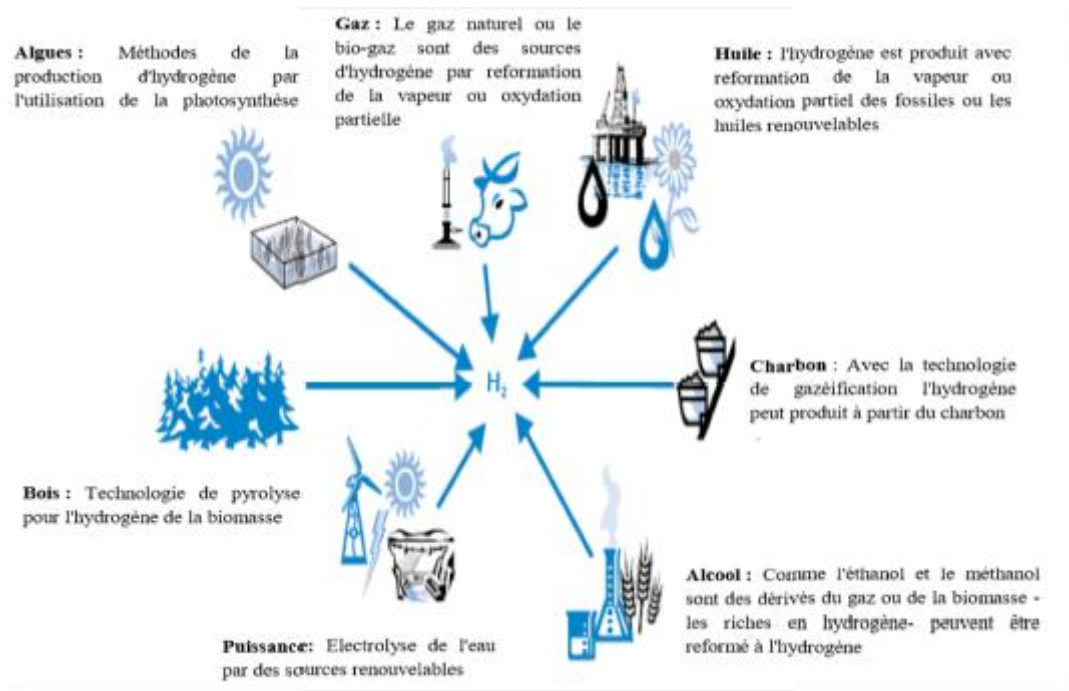 Algues : Méthodes de la
production d'hydrogène par
l'utilisation de la photosynthèse
Gaz : Le gaz naturel ou le
bio-gaz sont des sources
d'hydrogène par reformation
de la vapeur ou oxydation
partielle
Huile : l'hydrogène est produit avec
reformation de la vapeur ou
oxydation partiel des fossiles ou les
huiles renouvelables
H₂
Charbon : Avec la technologie
de gazéification l'hydrogène
peut produit à partir du charbon
Bois : Technologie de pyrolyse
pour l'hydrogène de la biomasse
Puissance: Electrolyse de l'eau
par des sources renouvelables
Alcool : Comme l'éthanol et le méthanol
sont des dérivés du gaz ou de la biomasse -
les riches en hydrogène- peuvent être
reformé à l'hydrogène